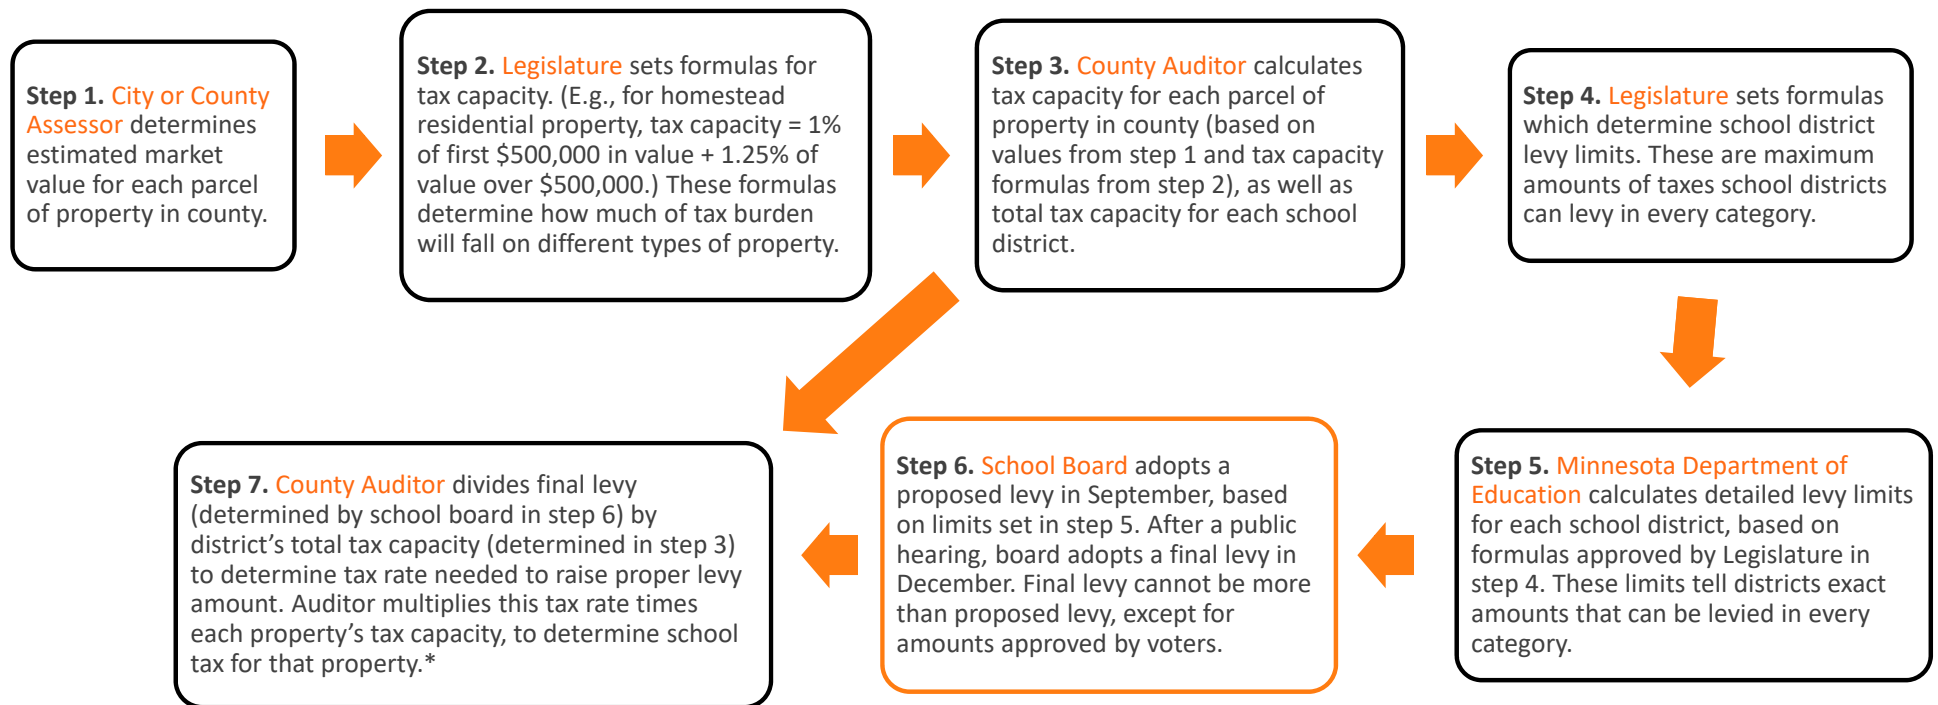 Step 1. City or County
Assessor determines
estimated market
value for each parcel
of property in county.
Step 2. Legislature sets formulas for
tax capacity. (E.g., for homestead
residential property, tax capacity = 1%
of first $500,000 in value + 1.25% of
value over $500,000.) These formulas
determine how much of tax burden
will fall on different types of property.
Step 3. County Auditor calculates
tax capacity for each parcel of
property in county (based on
values from step 1 and tax capacity
formulas from step 2), as well as
total tax capacity for each school
district.
Step 4. Legislature sets formulas
which determine school district
levy limits. These are maximum
amounts of taxes school districts
can levy in every category.
Step 5. Minnesota Department of
Education calculates detailed levy limits
for each school district, based on
formulas approved by Legislature in
step 4. These limits tell districts exact
amounts that can be levied in every
category.
Step 6. School Board adopts a
proposed levy in September, based
on limits set in step 5. After a public
hearing, board adopts a final levy in
December. Final levy cannot be more
than proposed levy, except for
amounts approved by voters.
Step 7. County Auditor divides final levy
(determined by school board in step 6) by
district’s total tax capacity (determined in step 3)
to determine tax rate needed to raise proper levy
amount. Auditor multiplies this tax rate times
each property’s tax capacity, to determine school
tax for that property.*